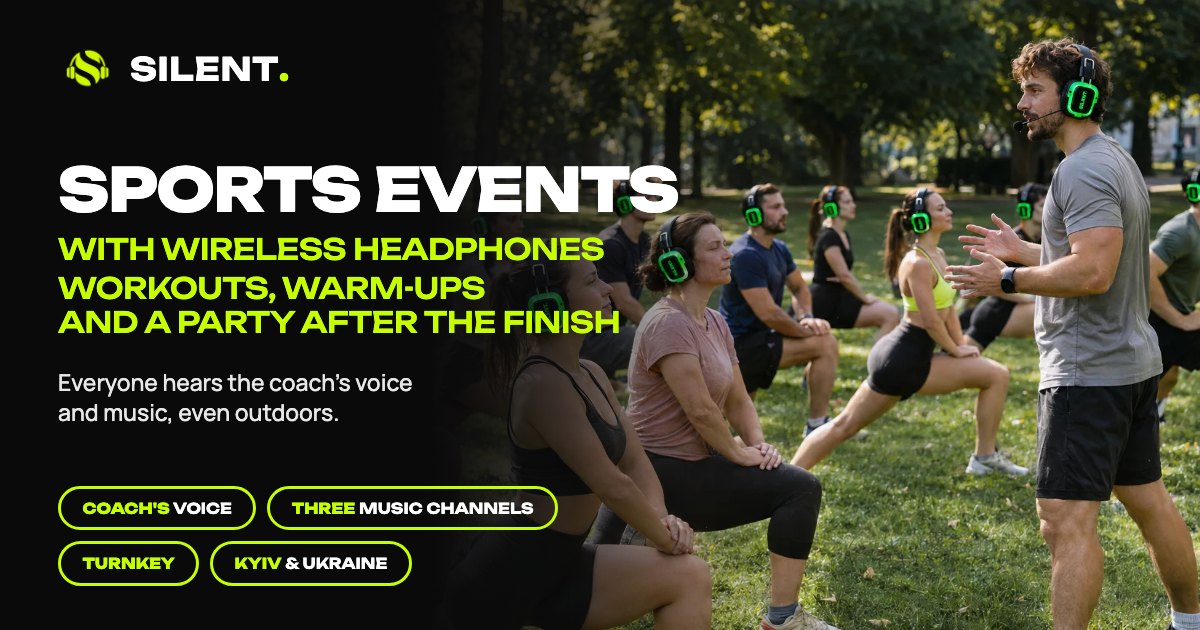 SILENT.
SPORTS EVENTS
WITH WIRELESS HEADPHONES
WORKOUTS, WARM-UPS
AND A PARTY AFTER THE FINISH
Everyone hears the coach's voice
and music, even outdoors.
COACH'S VOICE
THREE MUSIC CHANNELS
TURNKEY
KYIV & UKRAINE
SILENT